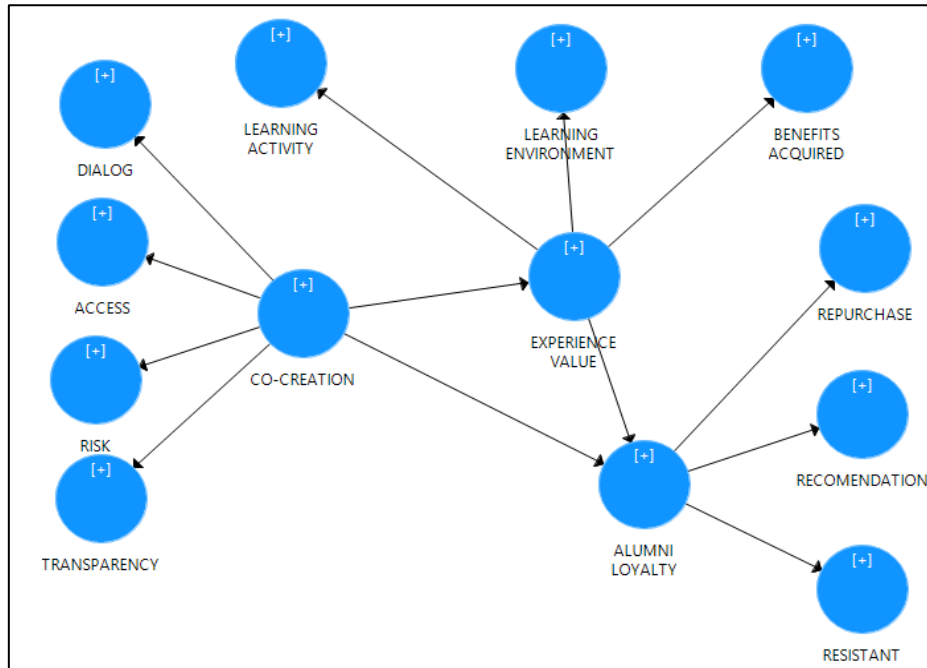 [+]
LEARNING
ACTIVITY
[+]
LEARNING
ENVIRONMENT
[+]
BENEFITS
ACQUIRED
[+]
DIALOG
[+]
ACCESS
[+]
REPURCHASE
[+]
EXPERIENCE
VALUE
[+]
CO-CREATION
[+]
RISK
[+]
RECOMENDATION
[+]
TRANSPARENCY
[+]
ALUMNI
LOYALTY
[+]
RESISTANT